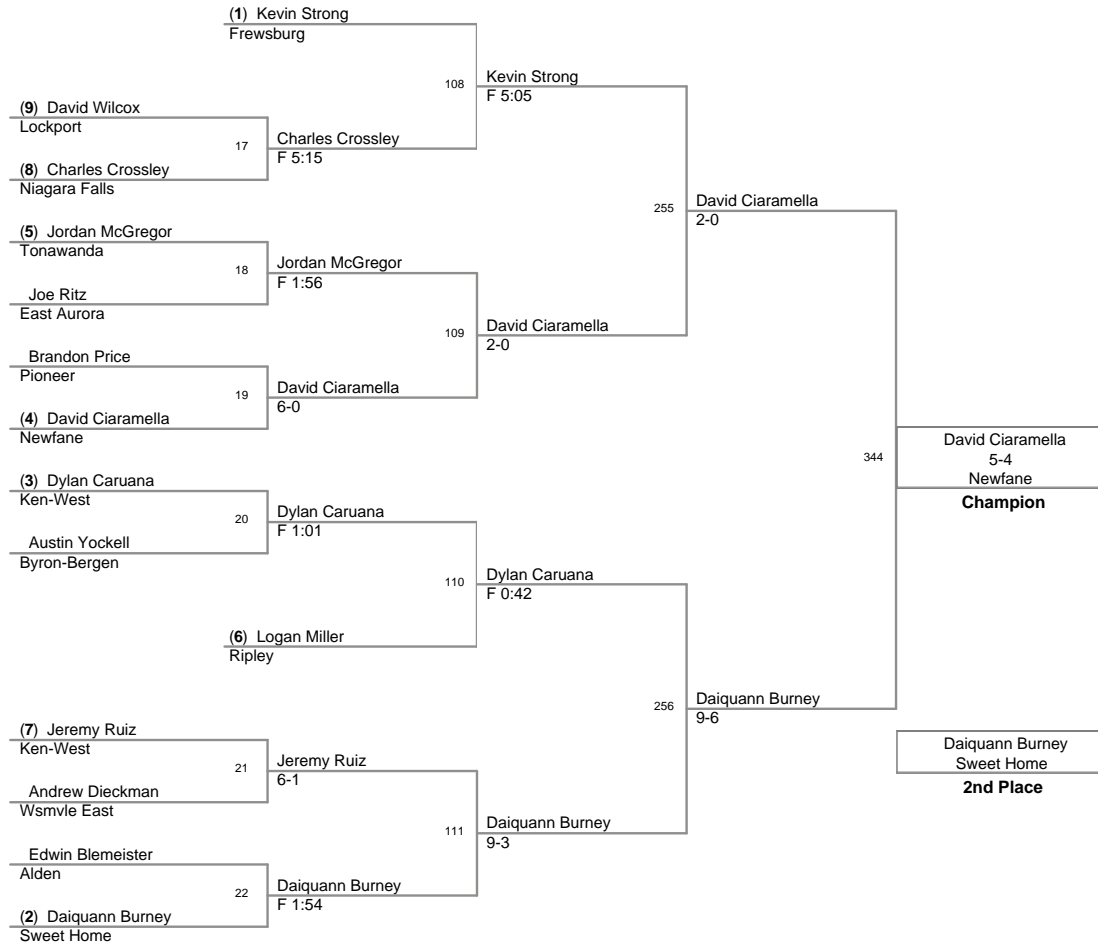 (1) Kevin Strong
Frewsburg
108
Kevin Strong
F 5:05
(9) David Wilcox
Lockport
17
Charles Crossley
F 5:15
(8) Charles Crossley
Niagara Falls
255
David Ciaramella
2-0
(5) Jordan McGregor
Tonawanda
18
Jordan McGregor
F 1:56
Joe Ritz
East Aurora
109
David Ciaramella
2-0
Brandon Price
Pioneer
19
David Ciaramella
6-0
(4) David Ciaramella
Newfane
344
David Ciaramella
5-4
Newfane
Champion
(3) Dylan Caruana
Ken-West
20
Dylan Caruana
F 1:01
Austin Yockell
Byron-Bergen
110
Dylan Caruana
F 0:42
(6) Logan Miller
Ripley
256
Daiquann Burney
9-6
(7) Jeremy Ruiz
Ken-West
21
Jeremy Ruiz
6-1
Andrew Dieckman
Wsmvle East
111
Daiquann Burney
9-3
Edwin Blemeister
Alden
22
Daiquann Burney
F 1:54
(2) Daiquann Burney
Sweet Home
Daiquann Burney
Sweet Home
2nd Place